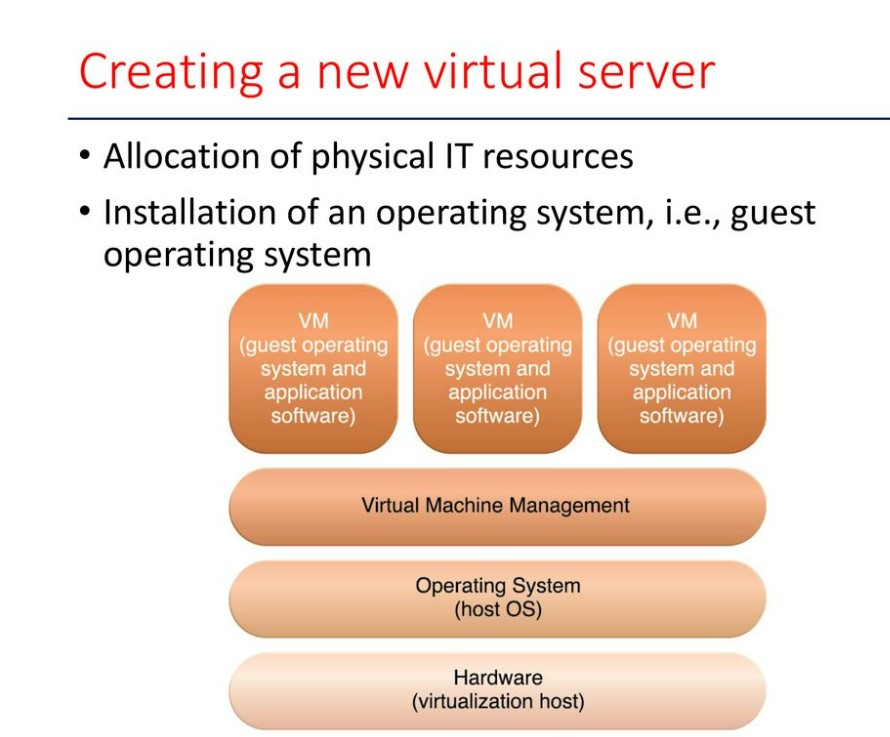 Creating a new virtual server
• Allocation of physical IT resources
• Installation of an operating system, i.e., guest
operating system
VM
(guest operating
system and
application
software)
VM
(guest operating
system and
application
software)
VM
(guest operating
system and
application
software)
Virtual Machine Management
Operating System
(host OS)
Hardware
(virtualization host)